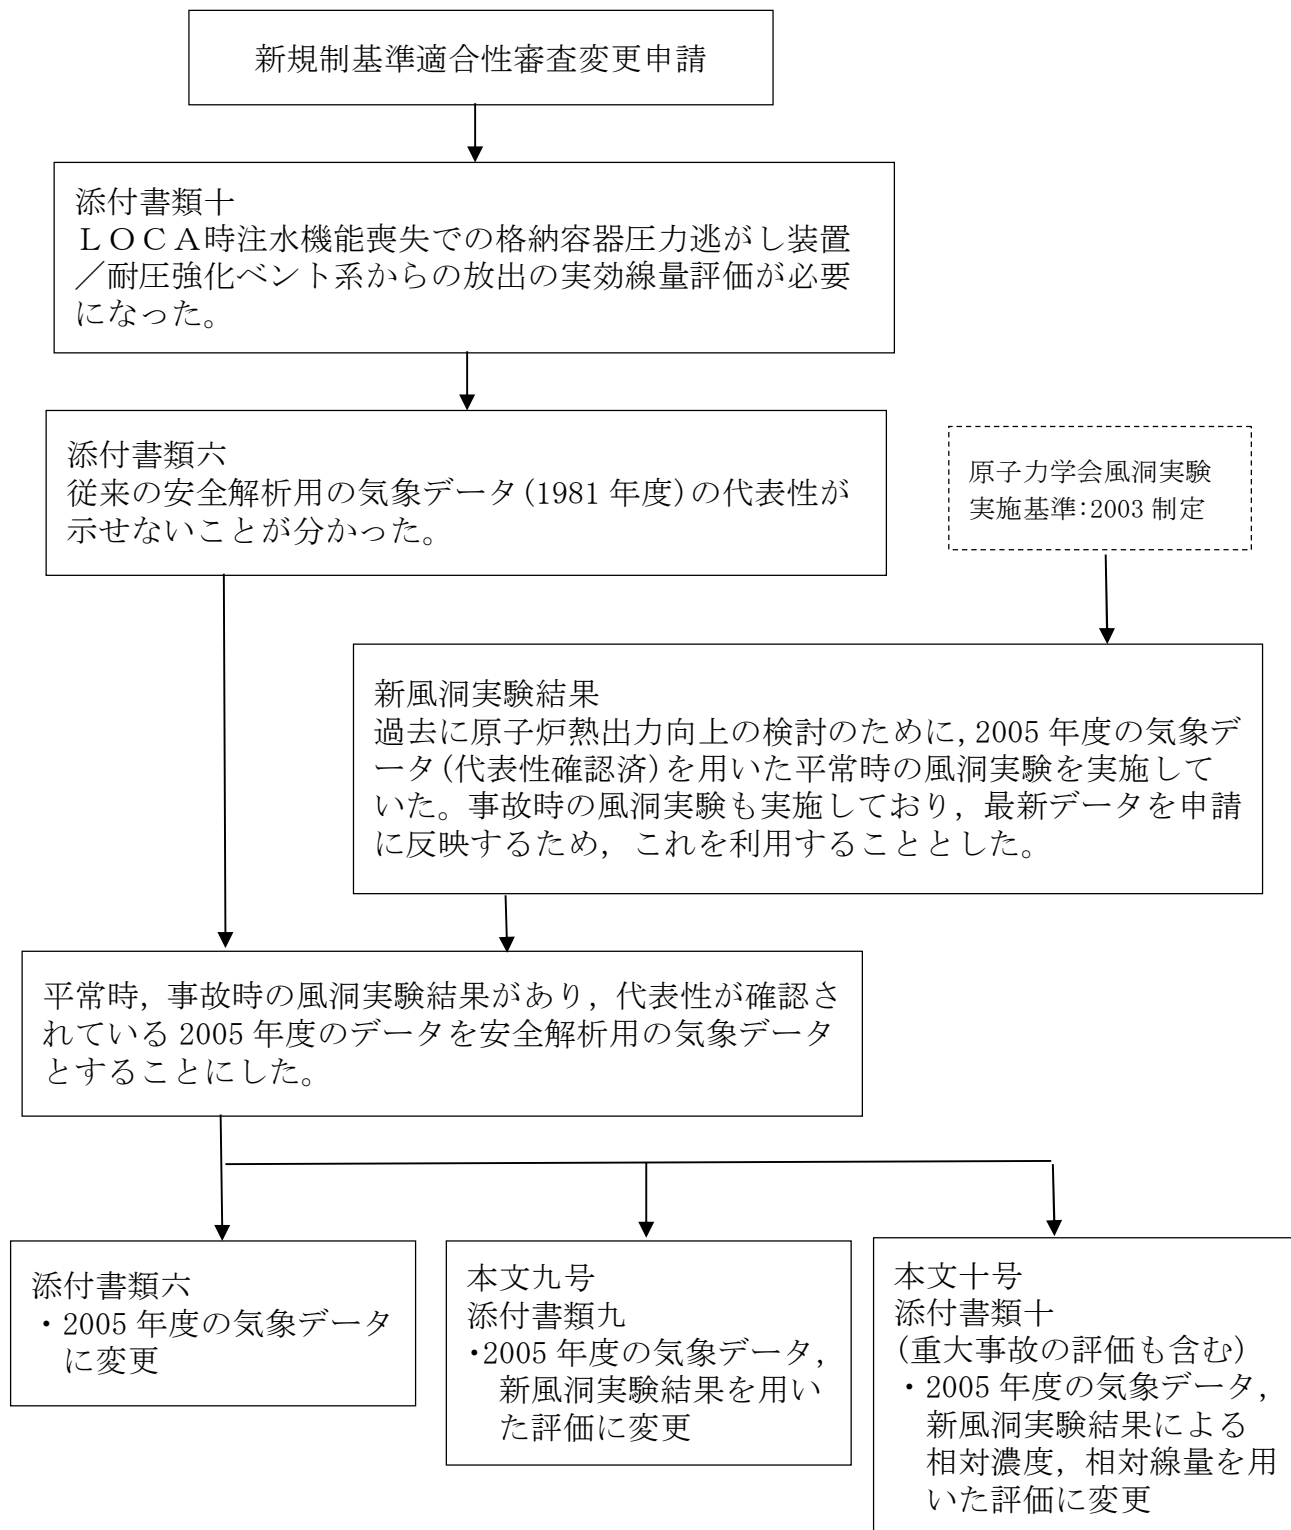 新規制基準適合性審査変更申請
添付書類十
ＬＯＣＡ時注水機能喪失での格納容器圧力逃がし装置
／耐圧強化ベント系からの放出の実効線量評価が必要
になった。
添付書類六
従来の安全解析用の気象データ(1981 年度)の代表性が
示せないことが分かった。
原子力学会風洞実験
実施基準:2003 制定
新風洞実験結果
過去に原子炉熱出力向上の検討のために,2005 年度の気象デ
ータ(代表性確認済)を用いた平常時の風洞実験を実施して
いた。事故時の風洞実験も実施しており，最新データを申請
に反映するため，これを利用することとした。
平常時，事故時の風洞実験結果があり，代表性が確認さ
れている 2005 年度のデータを安全解析用の気象データ
とすることにした。
添付書類六
・2005 年度の気象データ
に変更
本文九号
添付書類九
・2005 年度の気象データ，
新風洞実験結果を用い
た評価に変更
本文十号
添付書類十
(重大事故の評価も含む)
・2005 年度の気象データ，
新風洞実験結果による
相対濃度，相対線量を用
いた評価に変更